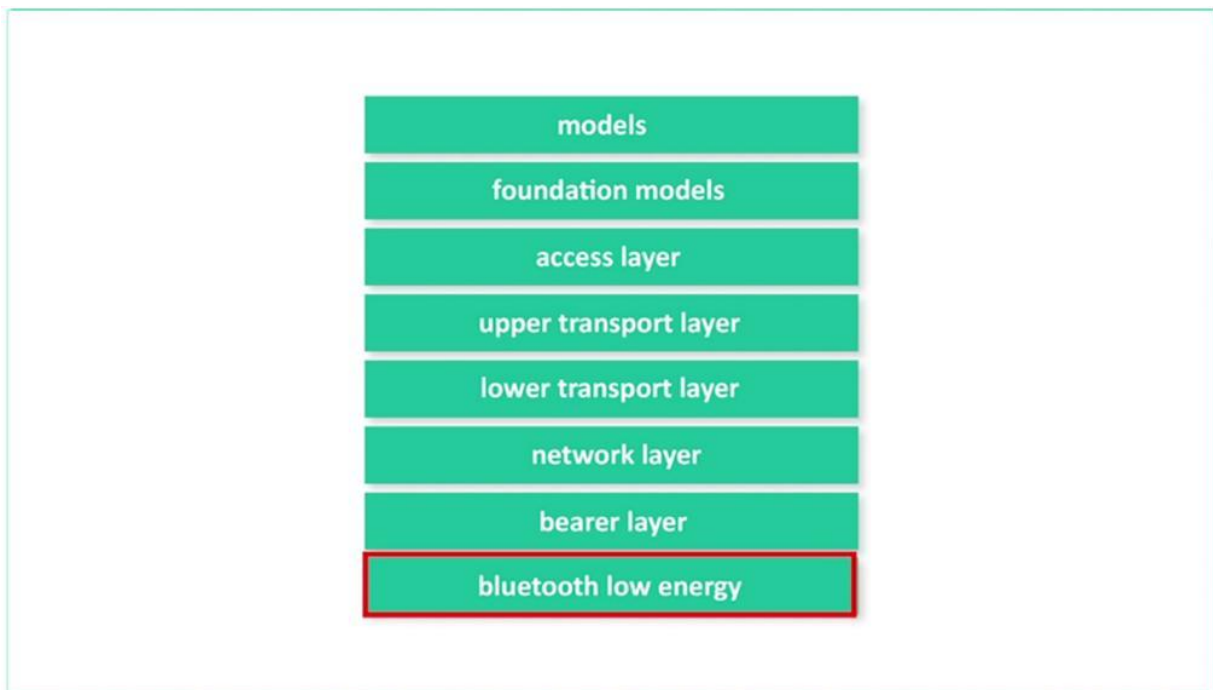 models
foundation models
access layer
upper transport layer
lower transport layer
network layer
bearer layer
bluetooth low energy